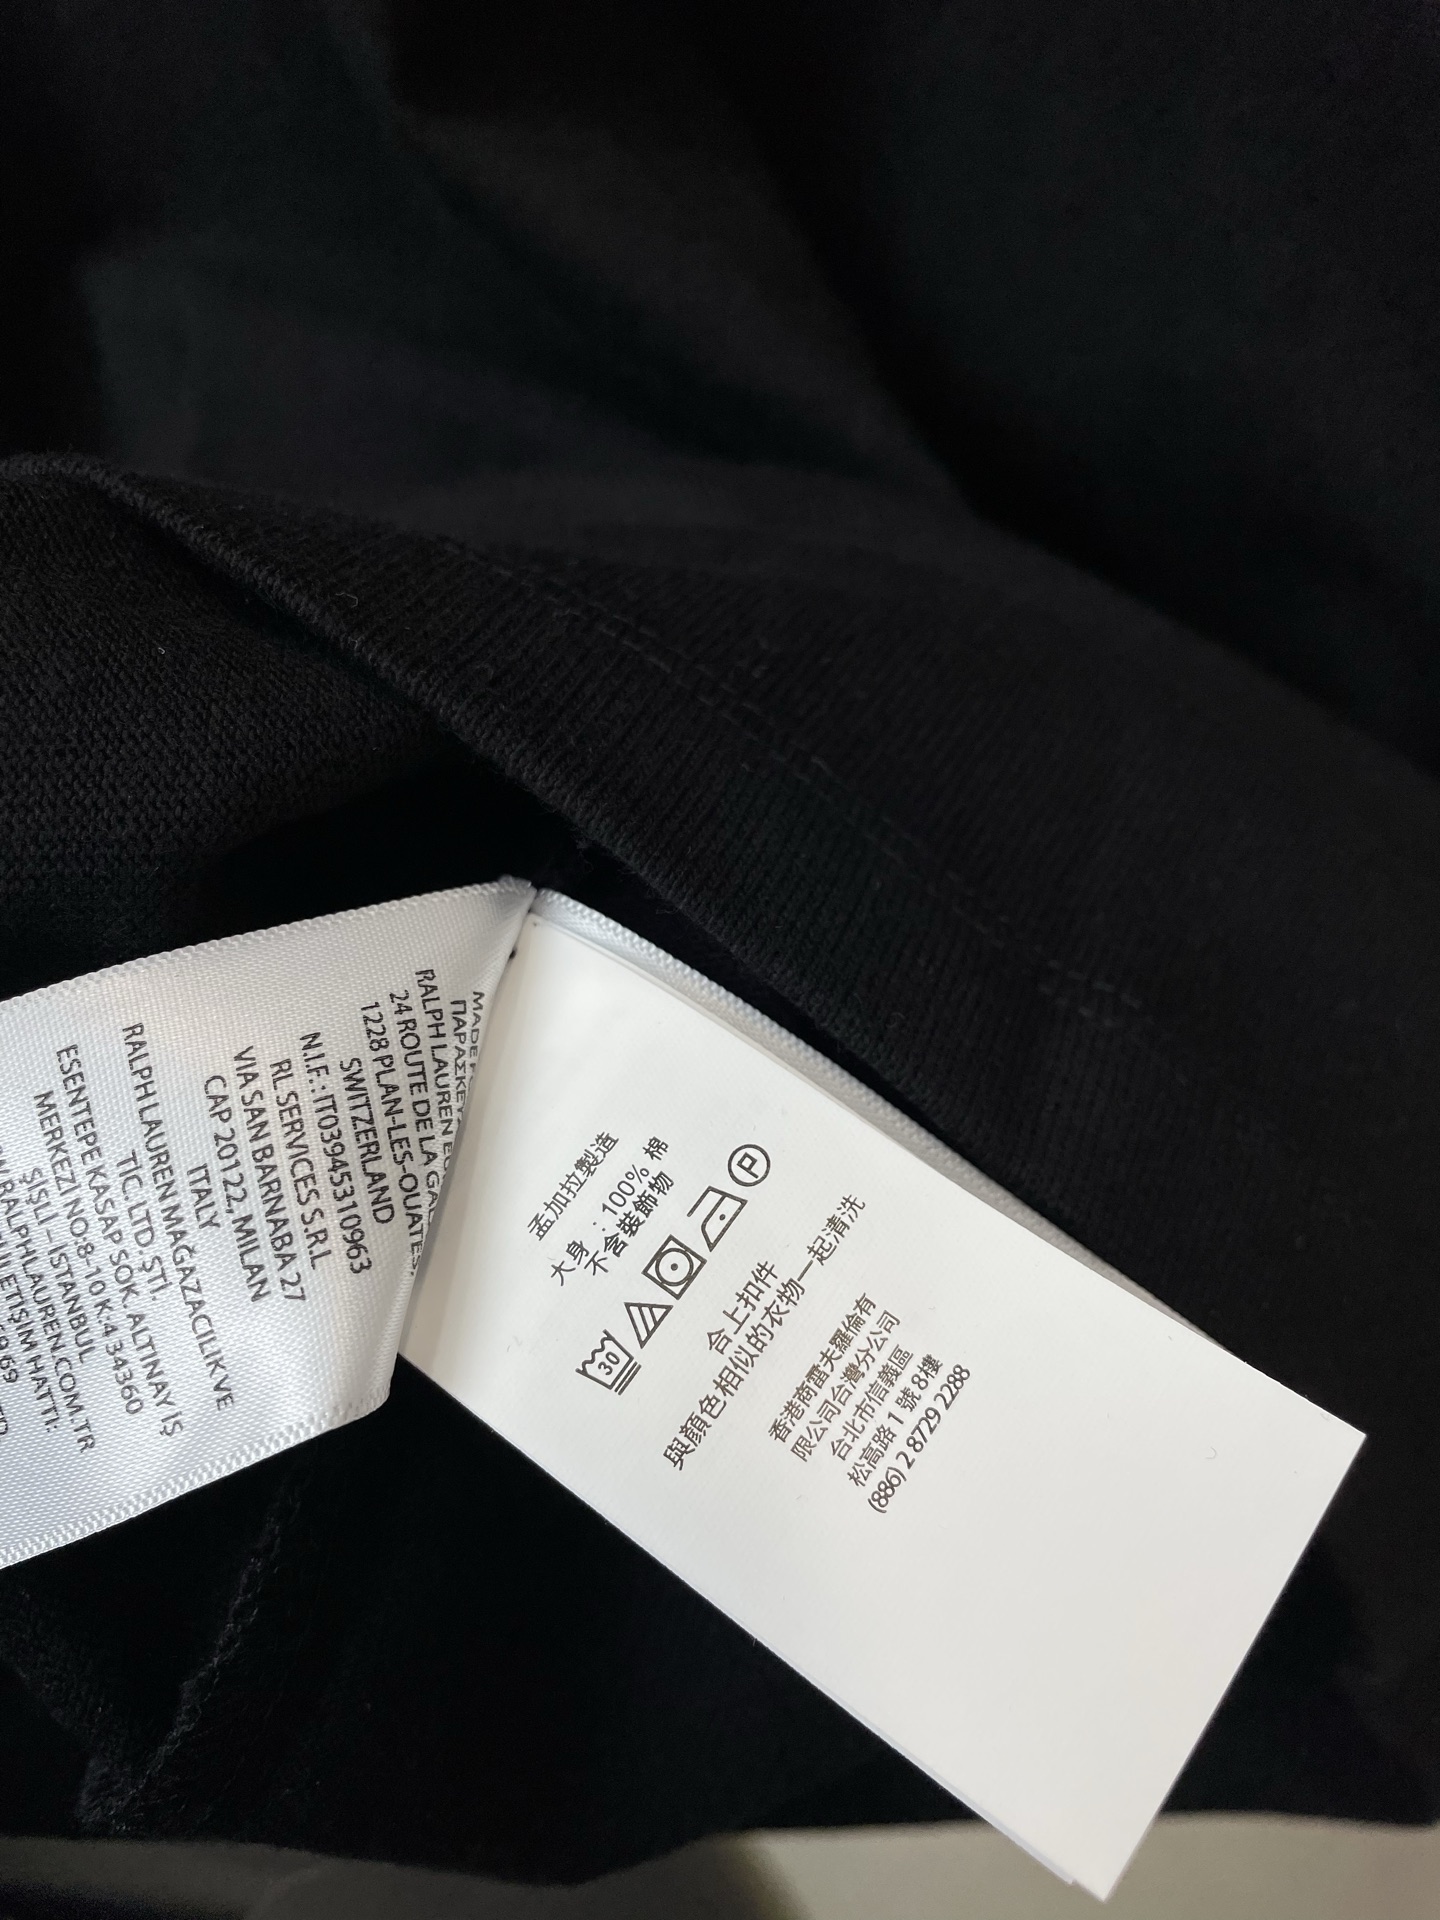 RALPH LAUREN
24 ROUTE DE LA
1228 PLAN-LES-OUATES,
SWITZERLAND
N.I.F.: IT03945310963
RL SERVICES S.R.L
VIA SAN BARNABA 27
CAP 20122, MILAN
ITALY
RALPH LAUREN MAĞAZACILIK VE
TİC. LTD. ŞTİ.
ESENTEPE KASAP SOK. ALTINAY İŞ
MERKEZİ NO:8-10 K:4 34360
ŞİŞLİ - İSTANBUL
RALPHLAUREN.COM.TR
HATTI:
孟加拉製造
大身 : 100% 棉
不含裝飾物
30
P
合上扣件
與顏色相似的衣物一起清洗
香港商雷夫羅倫有
限公司台灣分公司
台北市信義區
松高路 1 號 8樓
(886) 2 8729 2288